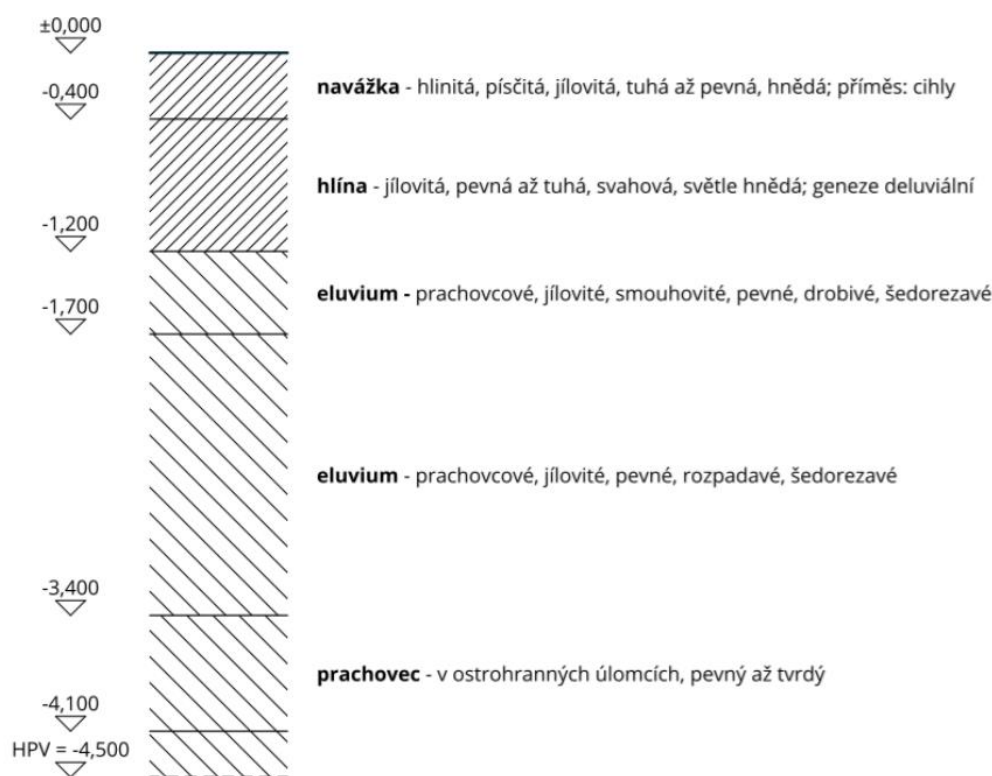 ±0,000
navážka - hlinitá, písčitá, jílovitá, tuhá až pevná, hnědá; příměs: cihly
-0,400
hlína - jílovitá, pevná až tuhá, svahová, světle hnědá; geneze deluviální
-1,200
eluvium - prachovcové, jílovité, smouhovité, pevné, drobivé, šedorezavé
-1,700
eluvium - prachovcové, jílovité, pevné, rozpadavé, šedorezavé
-3,400
prachovec - v ostrohranných úlomcích, pevný až tvrdý
-4,100
HPV = -4,500